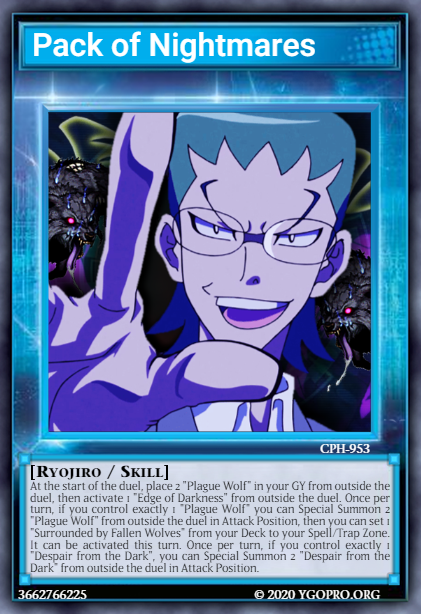 Pack of Nightmares
CPH-953
[Ryojiro / Skill]
At the start of the duel, place 2 "Plague Wolf" in your GY from outside the
duel, then activate 1 "Edge of Darkness" from outside the duel. Once per
turn, if you control exactly 1 "Plague Wolf" you can Special Summon 2
"Plague Wolf" from outside the duel in Attack Position, then you can set 1
"Surrounded by Fallen Wolves" from your Deck to your Spell/Trap Zone.
It can be activated this turn. Once per turn, if you control exactly 1
"Despair from the Dark", you can Special Summon 2 "Despair from the
Dark" from outside the duel in Attack Position.
3662766225
© 2020 YGOPRO.ORG